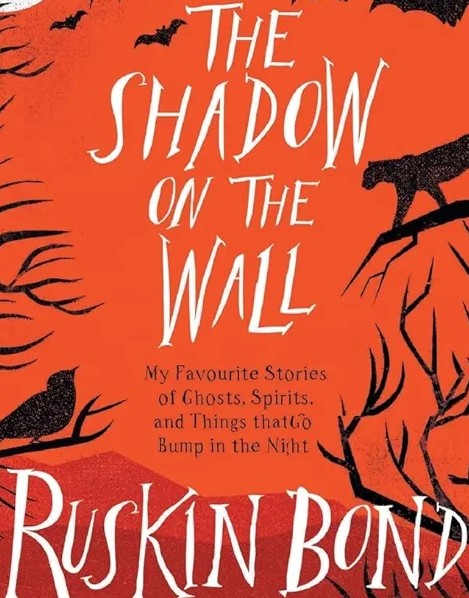 THE
SHADOW
ON THE
WALL
My Favourite Stories
of Ghosts, Spirits,
and Things that Go
Bump in the Night
RUSKIN BOND